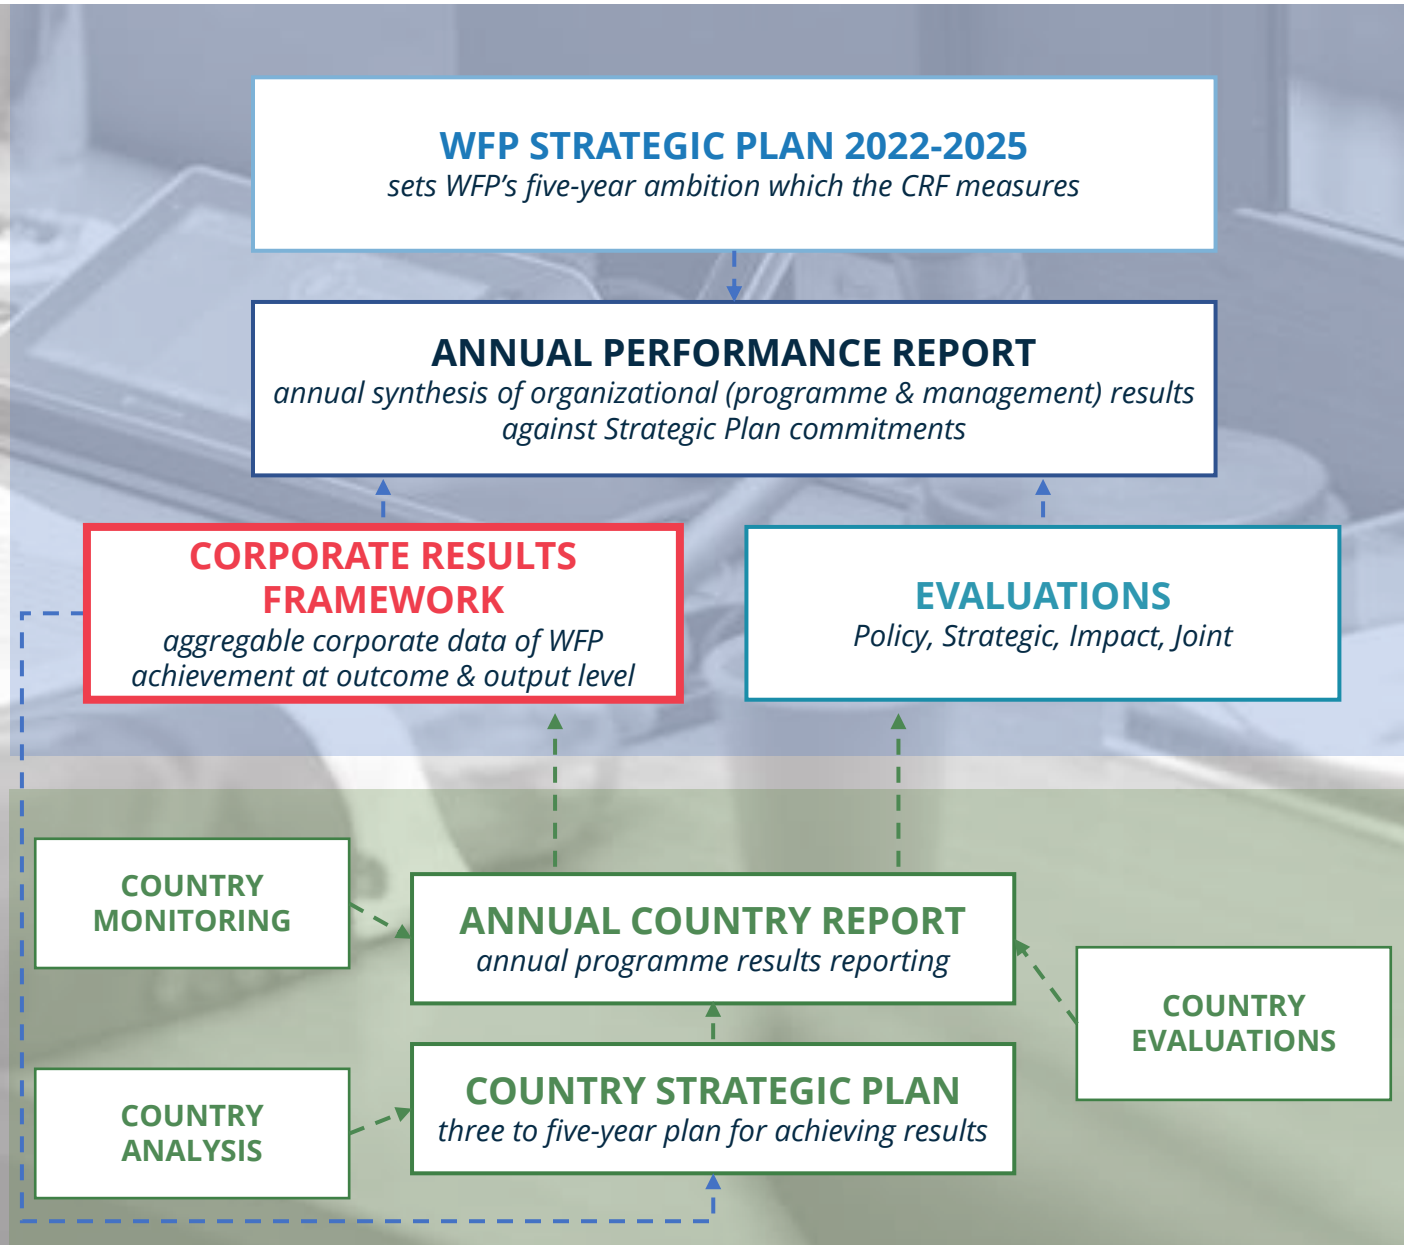 WFP STRATEGIC PLAN 2022-2025
sets WFP’s five-year ambition which the CRF measures
ANNUAL PERFORMANCE REPORT
annual synthesis of organizational (programme & management) results
against Strategic Plan commitments
CORPORATE RESULTS
FRAMEWORK
aggregable corporate data of WFP
achievement at outcome & output level
EVALUATIONS
Policy, Strategic, Impact, Joint
COUNTRY
MONITORING
ANNUAL COUNTRY REPORT
annual programme results reporting
COUNTRY
EVALUATIONS
COUNTRY STRATEGIC PLAN
three to five-year plan for achieving results
COUNTRY
ANALYSIS